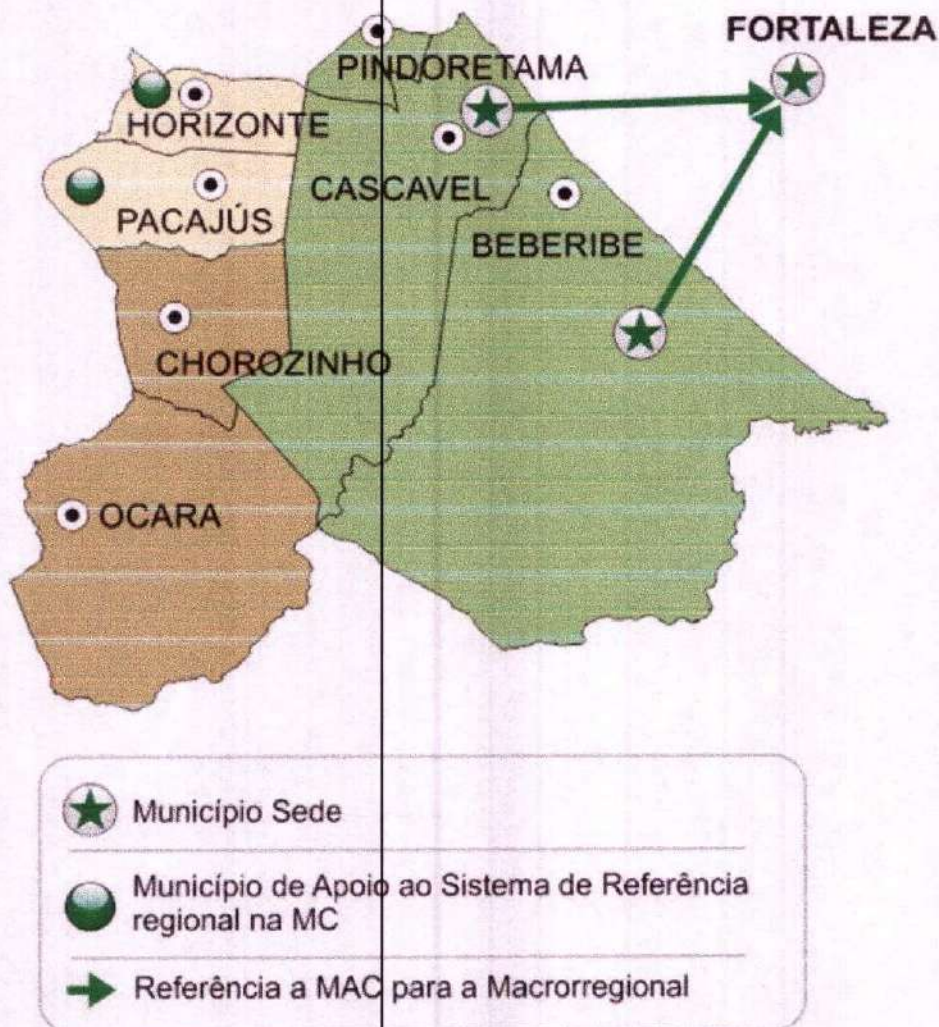 FORTALEZA
PINDORETAMA
HORIZONTE
CASCAVEL
PACAJÚS
BEBERIBE
CHOROZINHO
OCARA
Município Sede
Município de Apoio ao Sistema de Referência
regional na MC
Referência a MAC para a Macrorregional